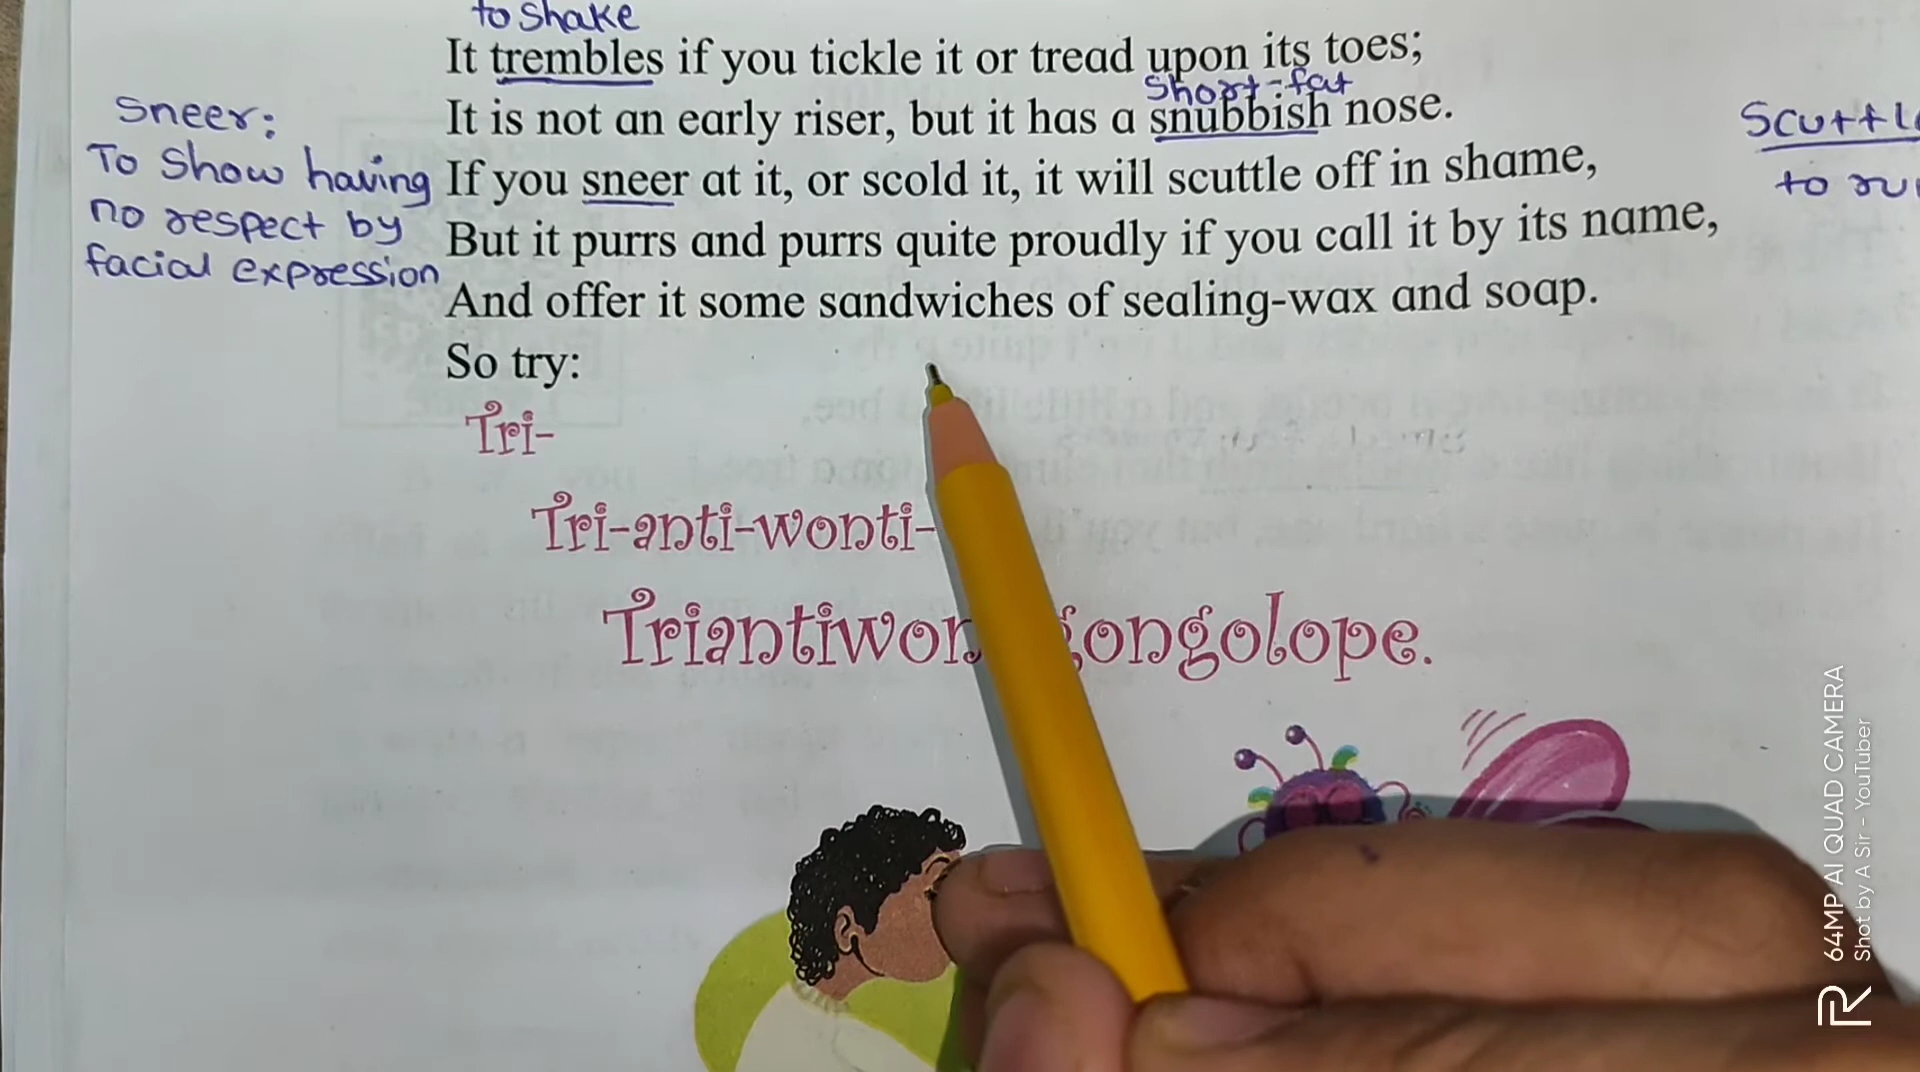 to shake
It trembles if you tickle it or tread upon its toes;
short-fat
It is not an early riser, but it has a snubbish nose.
If you sneer at it, or scold it, it will scuttle off in shame,
But it purrs and purrs quite proudly if you call it by its name,
And offer it some sandwiches of sealing-wax and soap.
So try:
Tri-
Tri-anti-wonti-
Sneer:
To show having
no respect by
facial expression
to
64MP AI QUAD CAMERA
Shot by A Sir - YouTuber